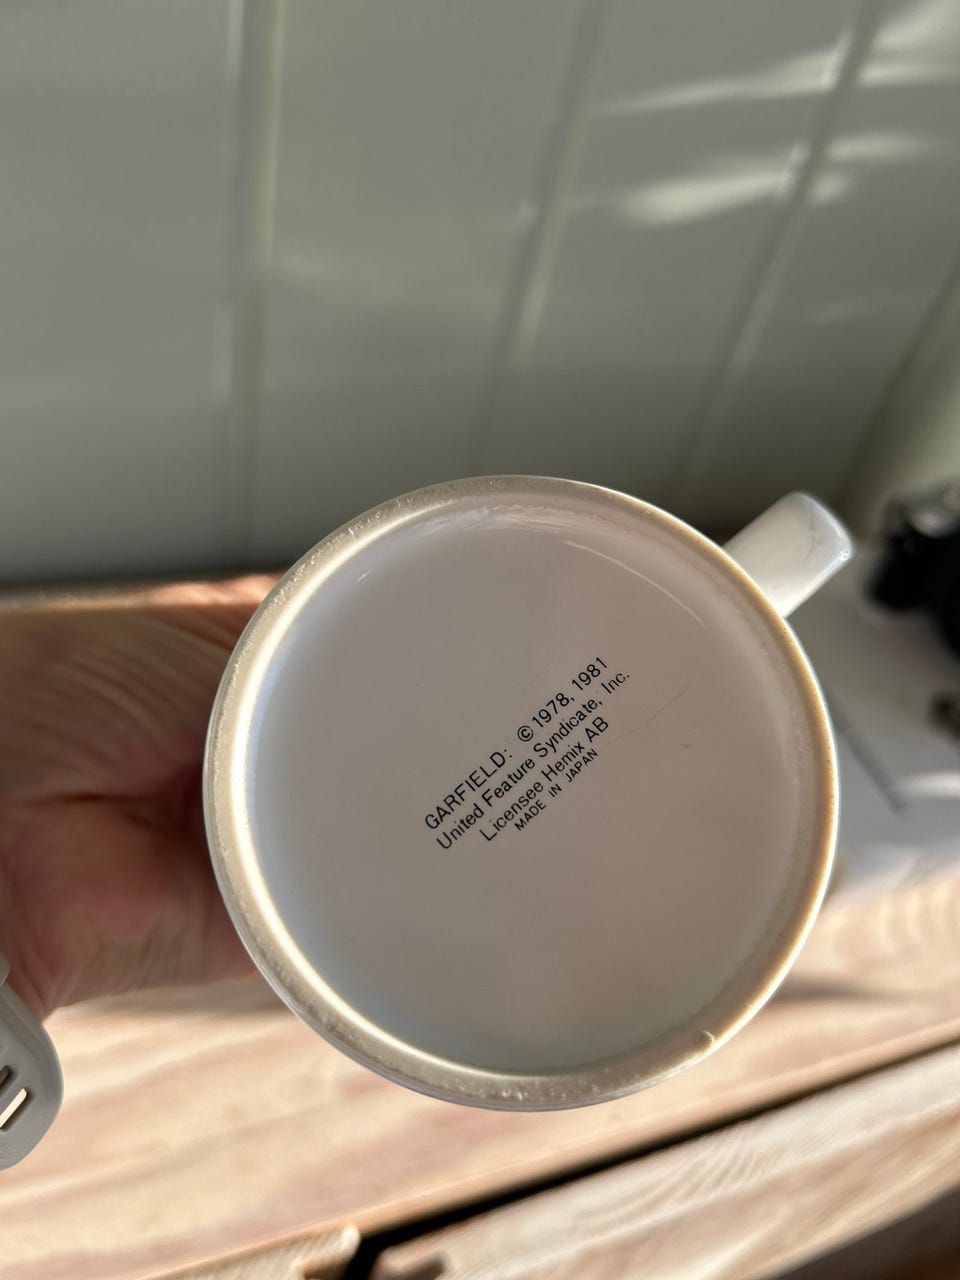 GARFIELD: © 1978, 1981
United Feature Syndicate, Inc.
Licensee Hemix AB
MADE IN JAPAN